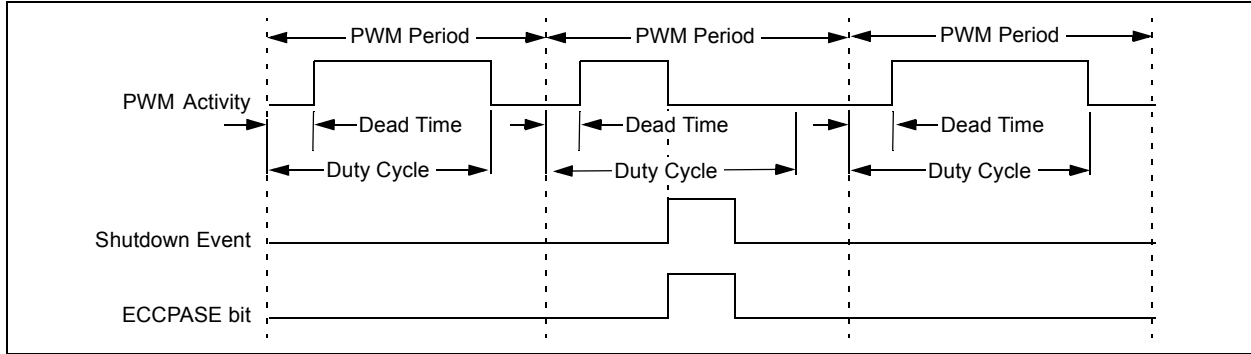 PWM Period PWM Period PWM Period
PWM Activity
Dead Time Dead Time Dead Time
Duty Cycle Duty Cycle Duty Cycle
Shutdown Event
ECCPASE bit